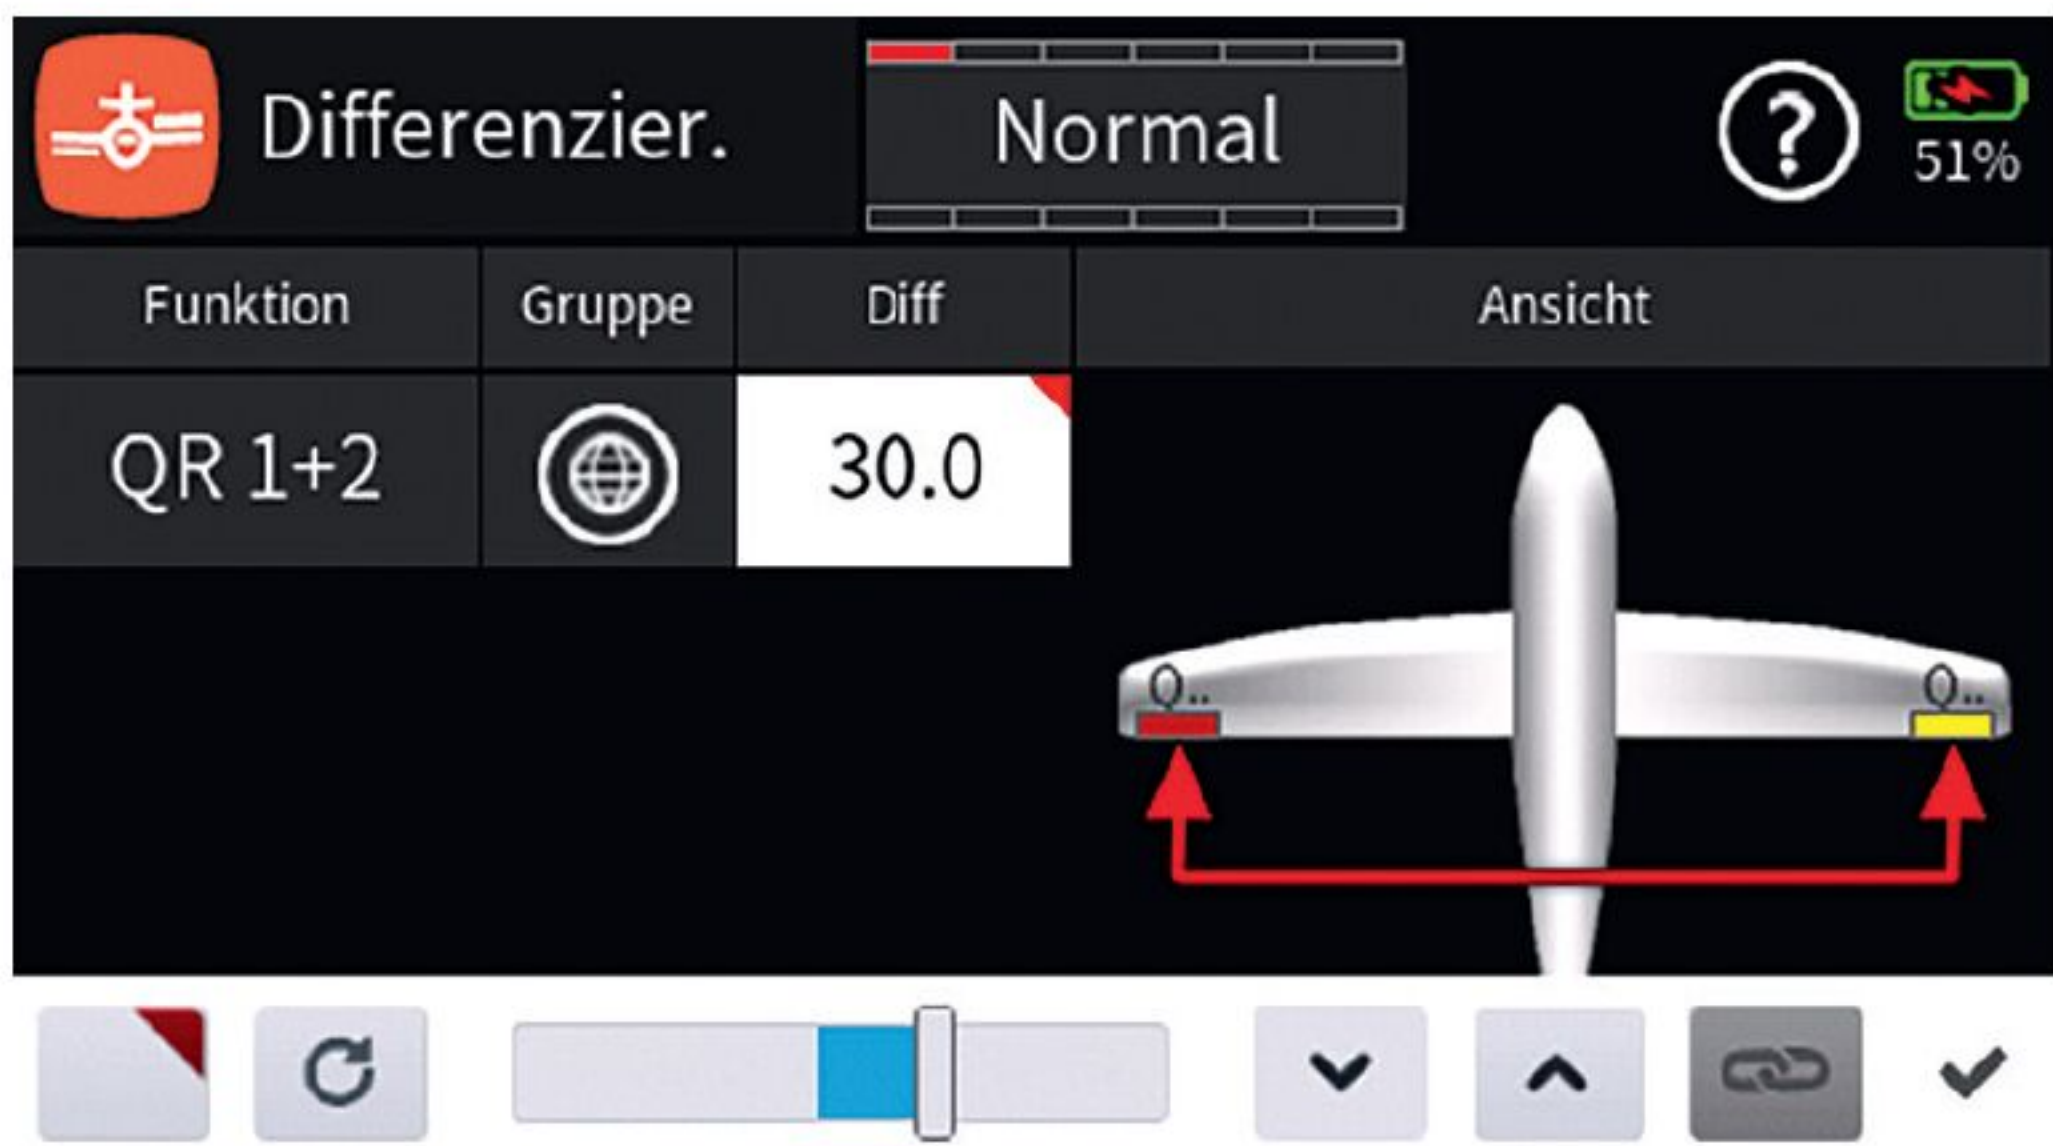 Differenzier.
Normal
51%
Funktion
Gruppe
Diff
Ansicht
QR 1+2
30.0
Q..
Q..